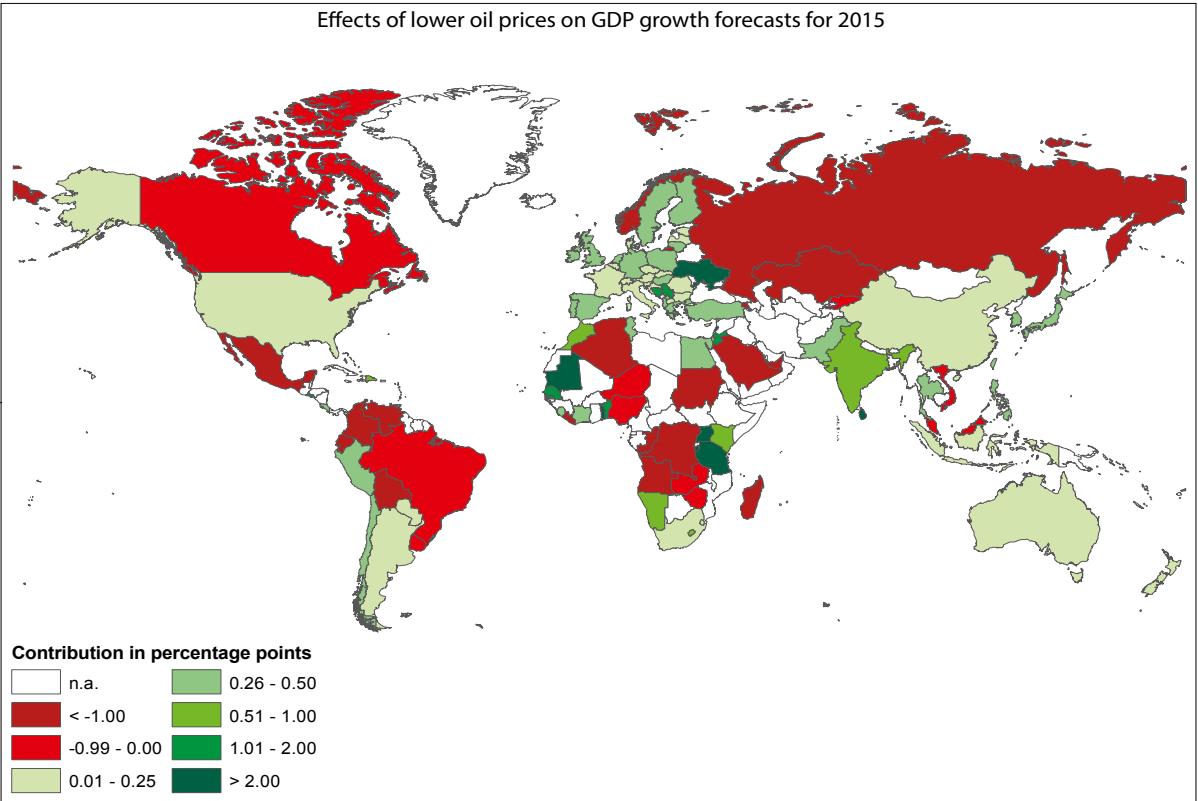 Effects of lower oil prices on GDP growth forecasts for 2015
Contribution in percentage points
n.a.
< -1.00
-0.99 - 0.00
0.01 - 0.25
0.26 - 0.50
0.51 - 1.00
1.01 - 2.00
> 2.00